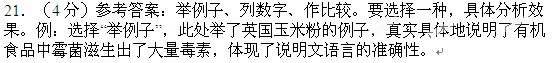 21．（4 分）参考答案：举例子、列数字、作比较。要选择一种，具体分析效
果。例：选择“举例子”，此处举了英国玉米粉的例子，真实具体地说明了有机
食品中霉菌滋生出了大量毒素，体现了说明文语言的准确性。